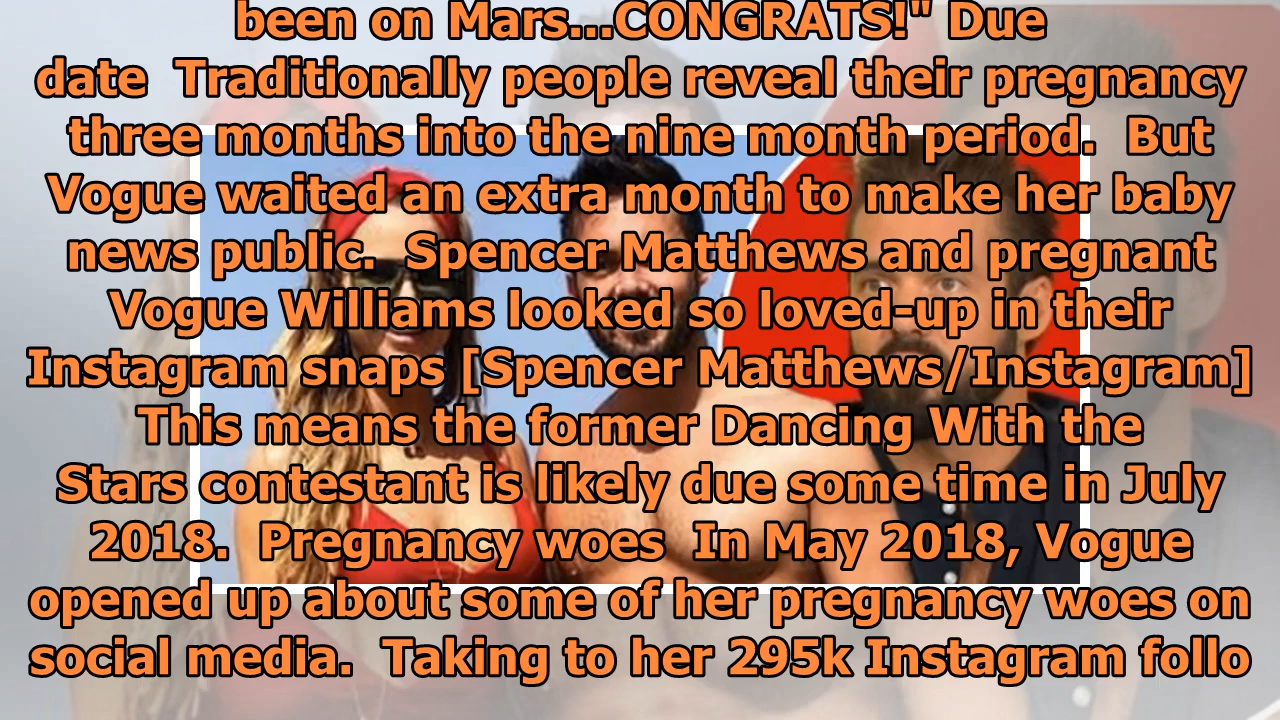 been on Mars...CONGRATS!" Due
date  Traditionally people reveal their pregnancy
three months into the nine month period.  But
Vogue waited an extra month to make her baby
news public.  Spencer Matthews and pregnant
Vogue Williams looked so loved-up in their
Instagram snaps [Spencer Matthews/Instagram]
This means the former Dancing With the
Stars contestant is likely due some time in July
2018.  Pregnancy woes  In May 2018, Vogue
opened up about some of her pregnancy woes on
social media.  Taking to her 295k Instagram follo